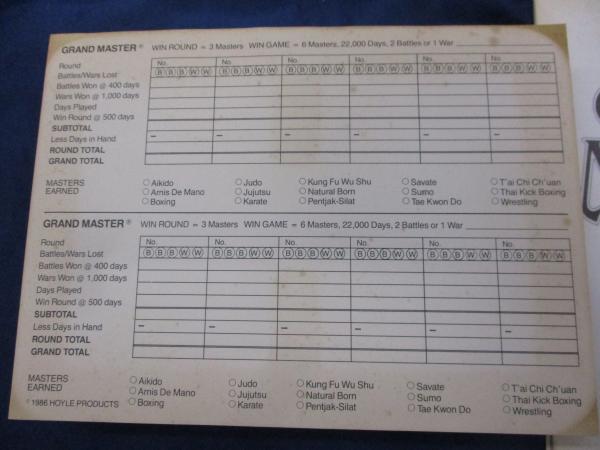 GRAND MASTER® WIN ROUND = 3 Masters WIN GAME = 6 Masters, 22,000 Days, 2 Battles or 1 War
Round No. No. No. No. No. No.
Battles/Wars Lost B B B W W B B B W W B B B W W B B B W W B B B W W B B B W W
Battles Won @ 400 days
Wars Won @ 1,000 days
Days Played
Win Round @ 500 days
SUBTOTAL
Less Days in Hand – – – – – –
ROUND TOTAL
GRAND TOTAL
MASTERS EARNED
Aikido Judo Kung Fu Wu Shu Savate T'ai Chi Ch'uan
Arnis De Mano Jujutsu Natural Born Sumo Thai Kick Boxing
Boxing Karate Pentjak-Silat Tae Kwon Do Wrestling
GRAND MASTER® WIN ROUND = 3 Masters WIN GAME = 6 Masters, 22,000 Days, 2 Battles or 1 War
Round No. No. No. No. No. No.
Battles/Wars Lost B B B W W B B B W W B B B W W B B B W W B B B W W B B B W W
Battles Won @ 400 days
Wars Won @ 1,000 days
Days Played
Win Round @ 500 days
SUBTOTAL
Less Days in Hand – – – – – –
ROUND TOTAL
GRAND TOTAL
MASTERS EARNED
Aikido Judo Kung Fu Wu Shu Savate T'ai Chi Ch'uan
Arnis De Mano Jujutsu Natural Born Sumo Thai Kick Boxing
©1986 HOYLE PRODUCTS Boxing Karate Pentjak-Silat Tae Kwon Do Wrestling